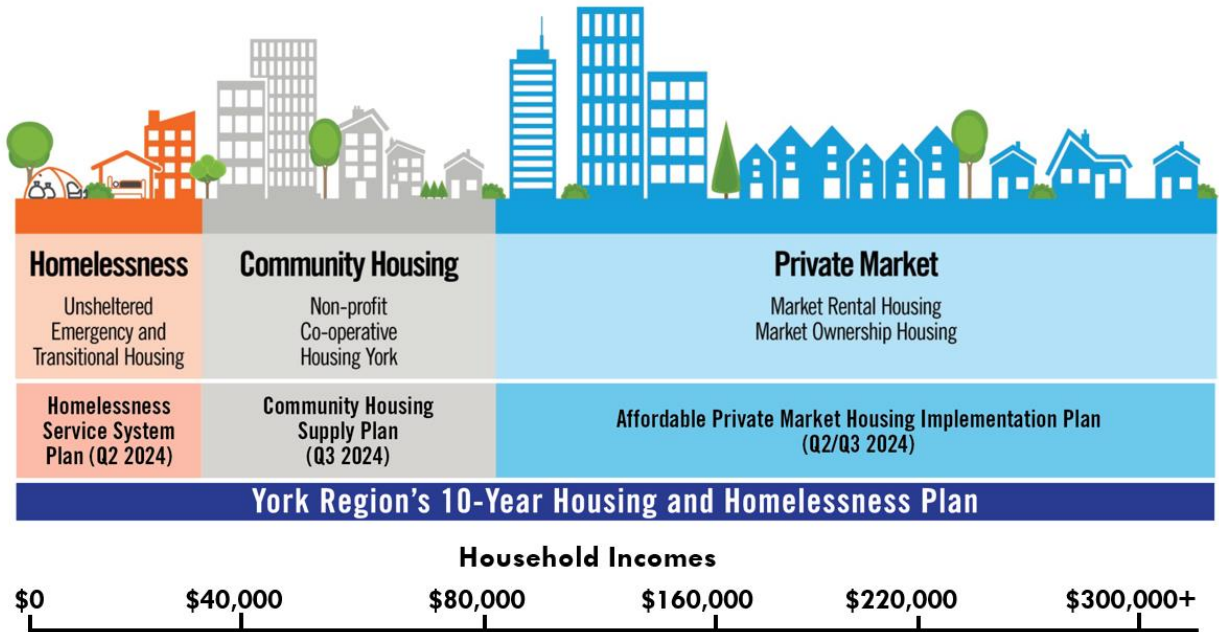 Homelessness
Unsheltered
Emergency and
Transitional Housing
Community Housing
Non-profit
Co-operative
Housing York
Private Market
Market Rental Housing
Market Ownership Housing
Homelessness
Service System
Plan (Q2 2024)
Community Housing
Supply Plan
(Q3 2024)
Affordable Private Market Housing Implementation Plan
(Q2/Q3 2024)
York Region's 10-Year Housing and Homelessness Plan
Household Incomes
$0 $40,000 $80,000 $160,000 $220,000 $300,000+